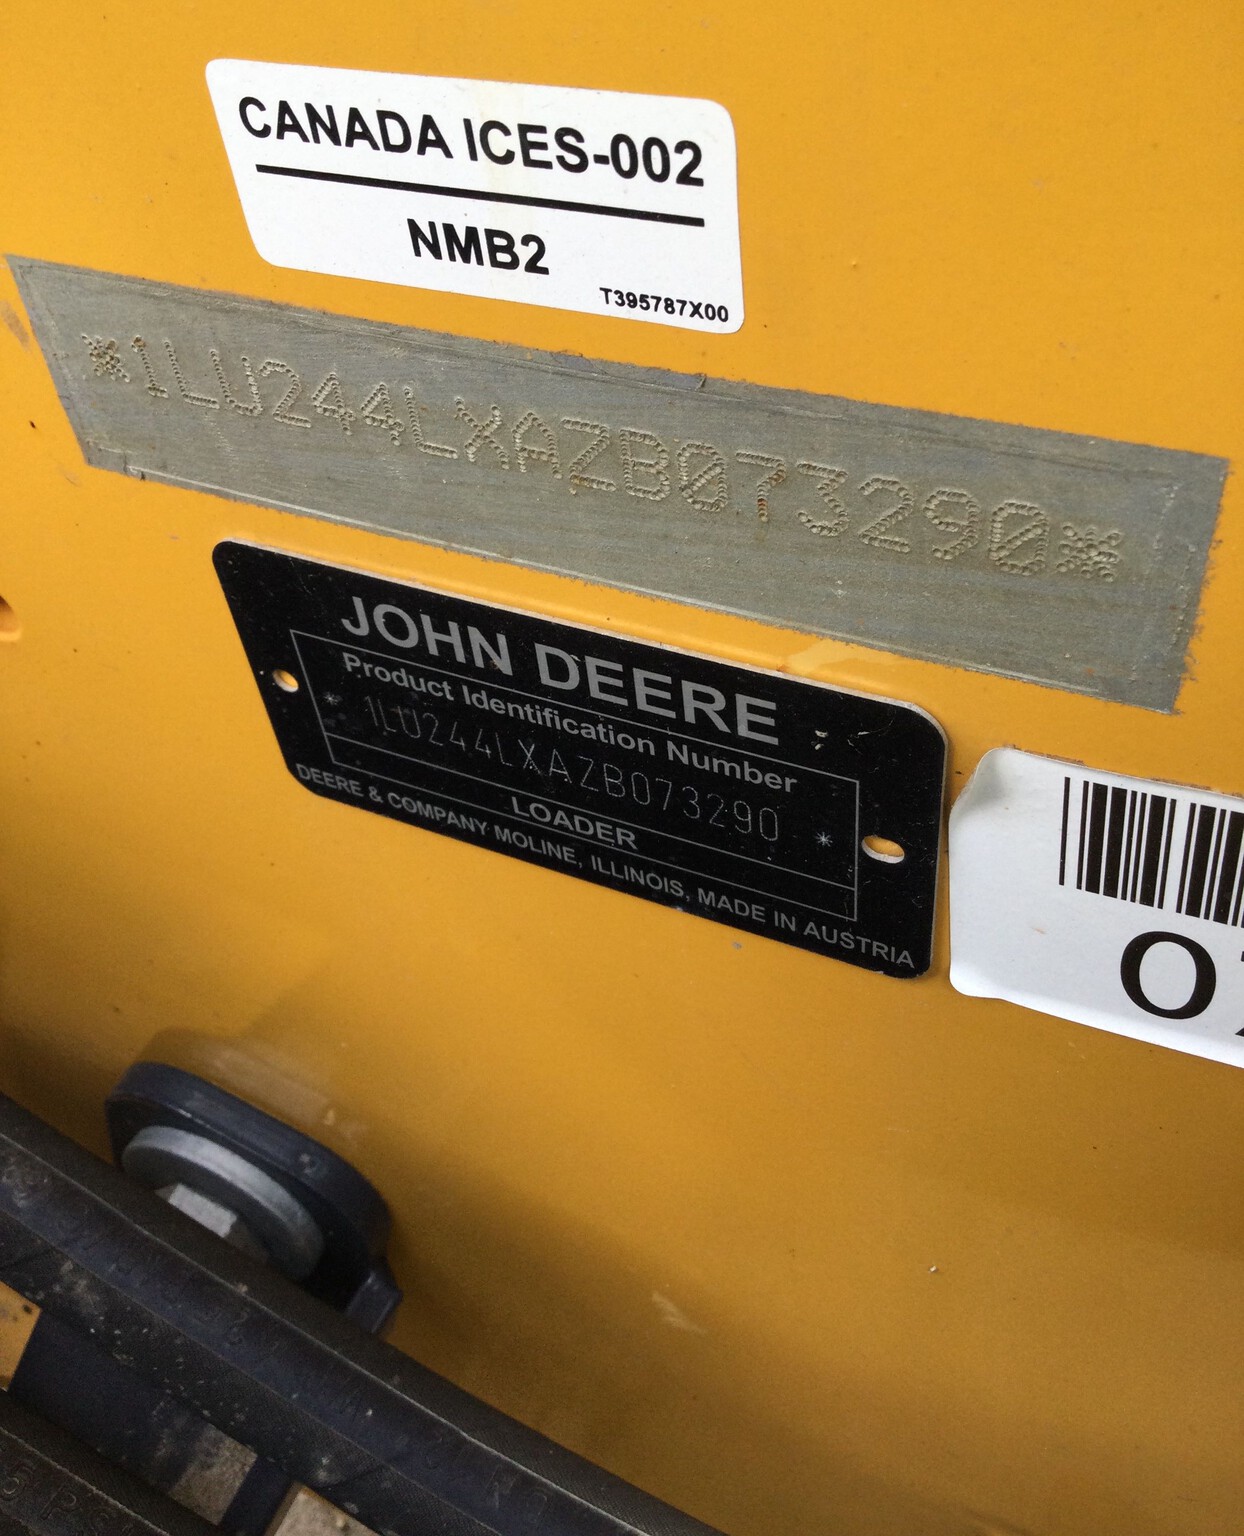 CANADA ICES-002
NMB2
T395787X00
*1LU244LXAZB073290*
JOHN DEERE
Product Identification Number
* 1LU244LXAZB073290 *
LOADER
DEERE & COMPANY MOLINE, ILLINOIS, MADE IN AUSTRIA